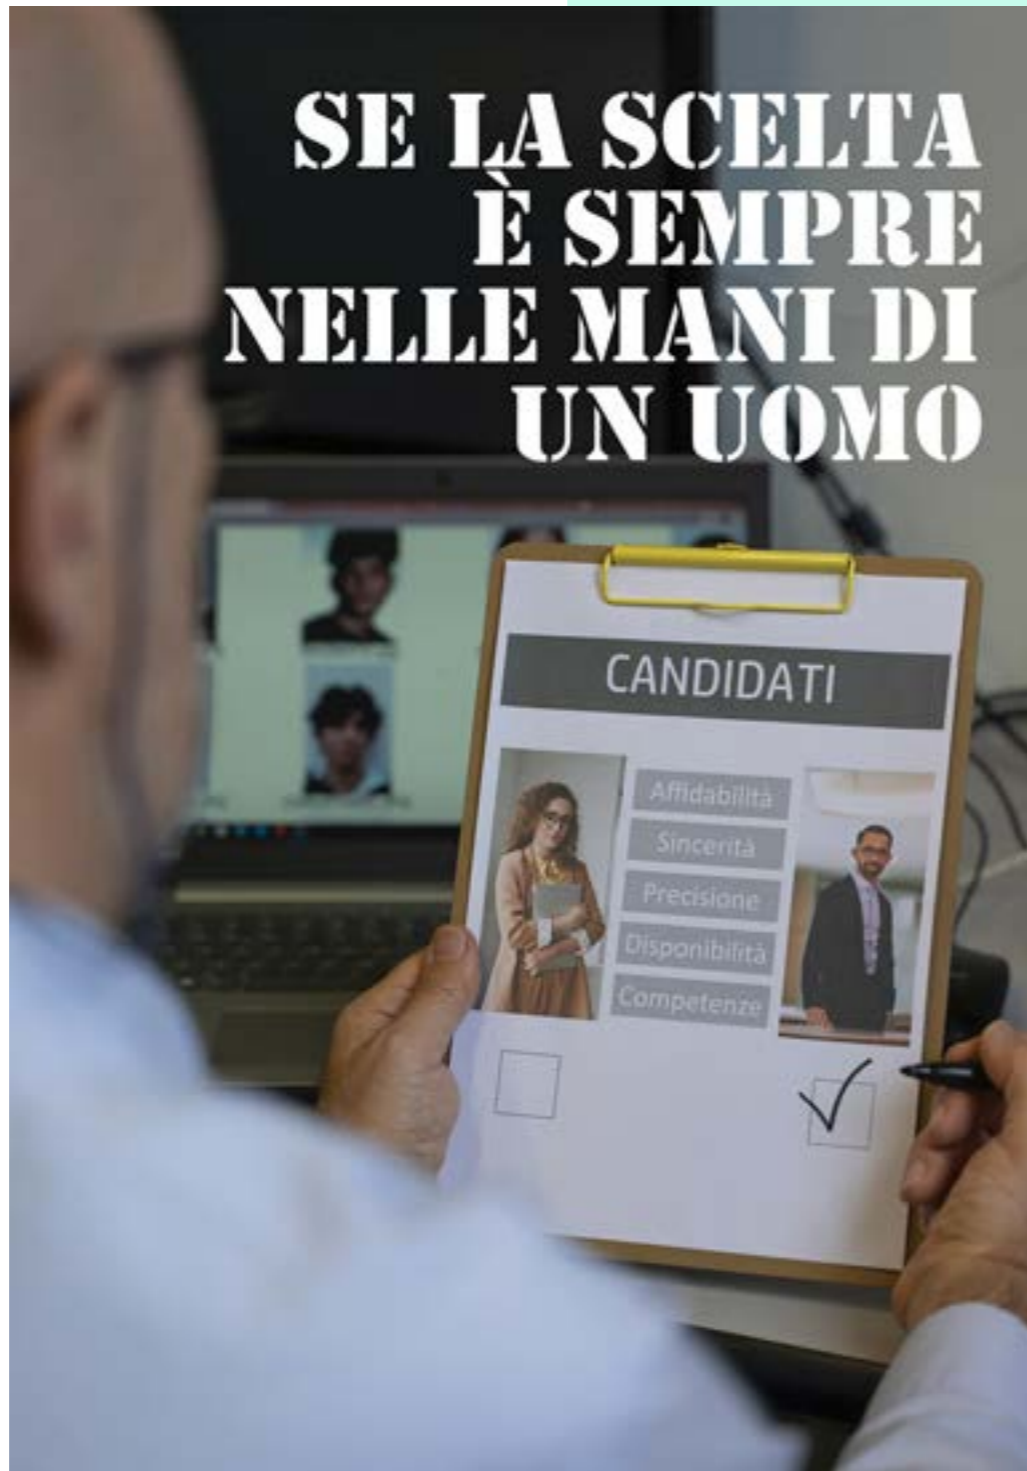 SE LA SCELTA
È SEMPRE
NELLE MANI DI
UN UOMO
CANDIDATI
Affidabilità
Sincerità
Precisione
Disponibilità
Competenze